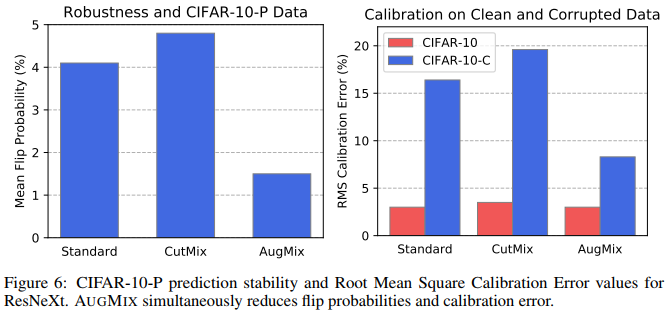 Robustness and CIFAR-10-P Data
Mean Flip Probability (%)
5
4
3
2
1
0
Standard
CutMix
AugMix
Calibration on Clean and Corrupted Data
RMS Calibration Error (%)
CIFAR-10
CIFAR-10-C
20
15
10
5
0
Standard
CutMix
AugMix
Figure 6: CIFAR-10-P prediction stability and Root Mean Square Calibration Error values for
ResNeXt. AUGMIX simultaneously reduces flip probabilities and calibration error.